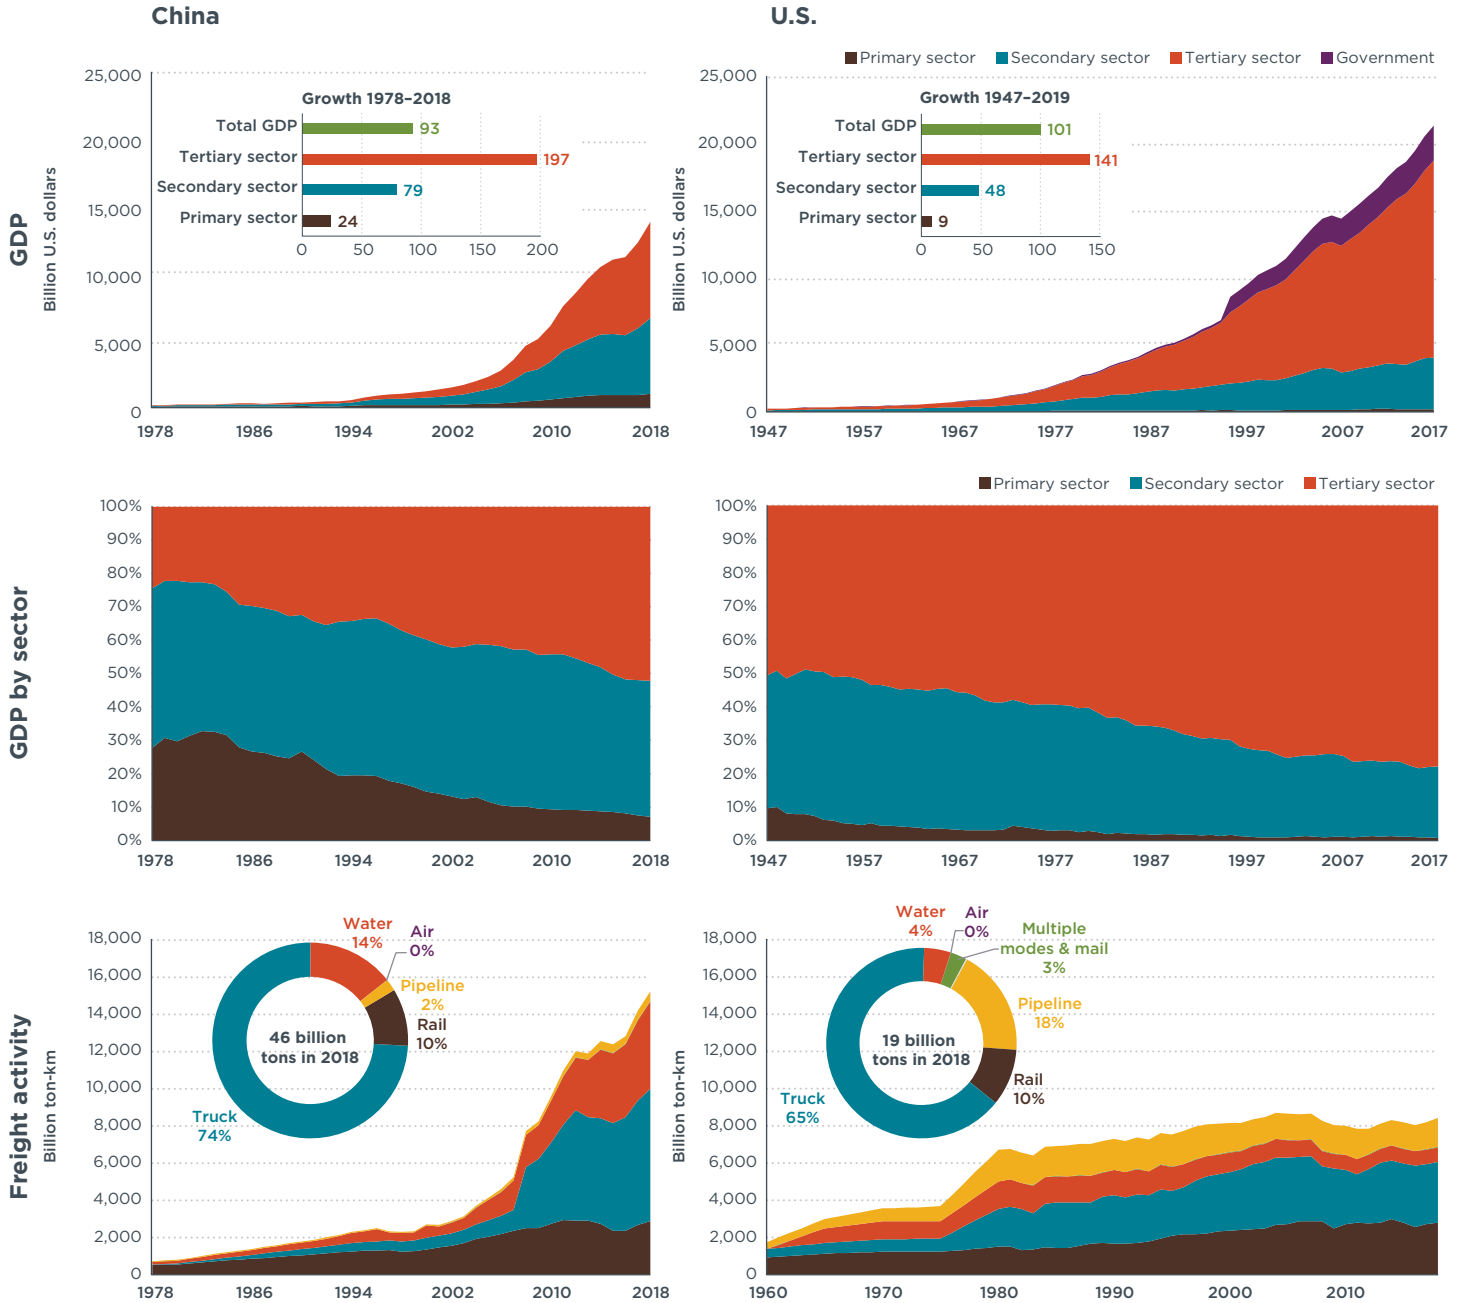 China
U.S.
Primary sector Secondary sector Tertiary sector Government
GDP
Billion U.S. dollars
25,000
20,000
15,000
10,000
5,000
0
Growth 1978–2018
Total GDP 93
Tertiary sector 197
Secondary sector 79
Primary sector 24
0 50 100 150 200
1978 1986 1994 2002 2010 2018
Billion U.S. dollars
25,000
20,000
15,000
10,000
5,000
0
Growth 1947–2019
Total GDP 101
Tertiary sector 141
Secondary sector 48
Primary sector 9
0 50 100 150
1947 1957 1967 1977 1987 1997 2007 2017
Primary sector Secondary sector Tertiary sector
GDP by sector
100%
90%
80%
70%
60%
50%
40%
30%
20%
10%
0%
1978 1986 1994 2002 2010 2018
100%
90%
80%
70%
60%
50%
40%
30%
20%
10%
0%
1947 1957 1967 1977 1987 1997 2007 2017
Freight activity
Billion ton-km
18,000
16,000
14,000
12,000
10,000
8,000
6,000
4,000
2,000
0
Water
14%
Air
0%
Pipeline
2%
Rail
10%
46 billion
tons in 2018
Truck
74%
1978 1986 1994 2002 2010 2018
Billion ton-km
18,000
16,000
14,000
12,000
10,000
8,000
6,000
4,000
2,000
0
Water
4%
Air
0%
Multiple
modes & mail
3%
Pipeline
18%
19 billion
tons in 2018
Rail
10%
Truck
65%
1960 1970 1980 1990 2000 2010